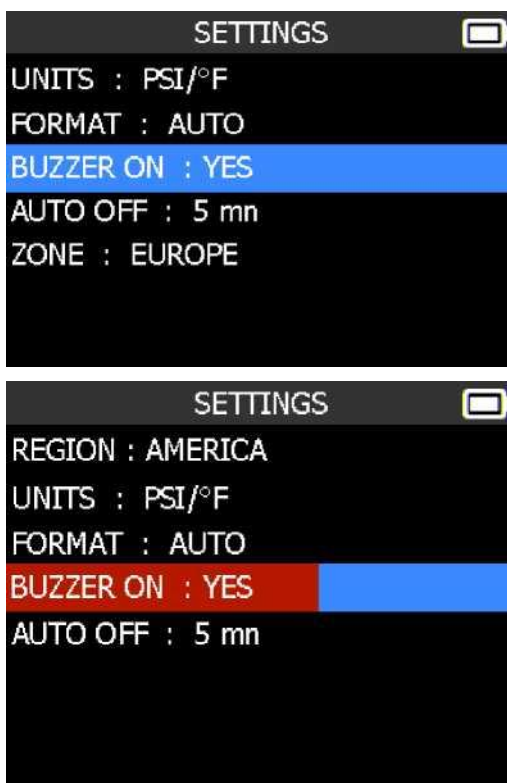 SETTINGS
UNITS : PSI/°F
FORMAT : AUTO
BUZZER ON : YES
AUTO OFF : 5 mn
ZONE : EUROPE
SETTINGS
REGION : AMERICA
UNITS : PSI/°F
FORMAT : AUTO
BUZZER ON : YES
AUTO OFF : 5 mn